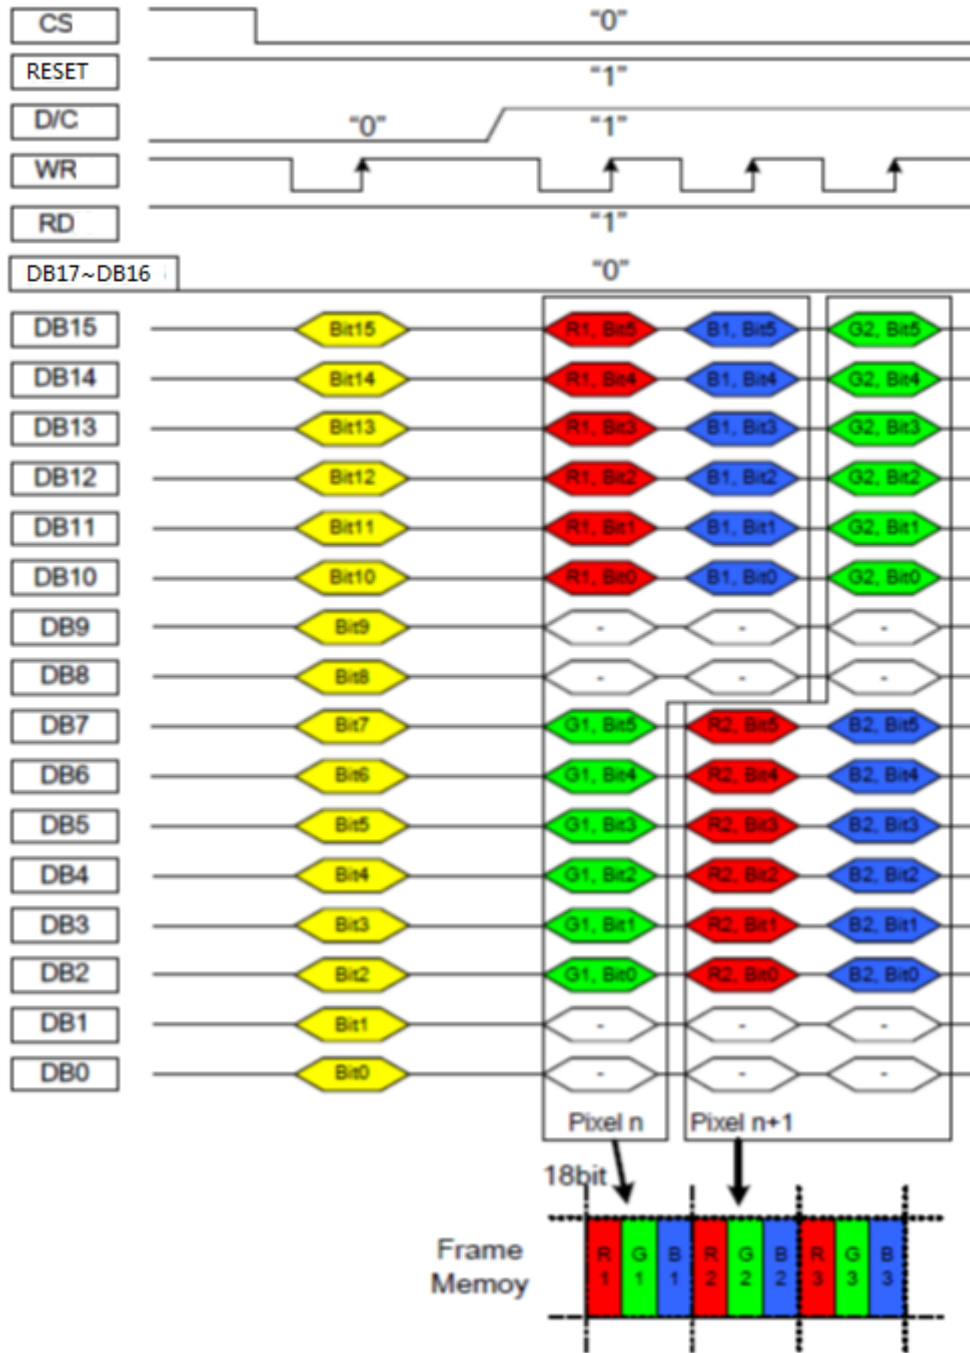 CS “0”
RESET “1”
D/C “0” “1”
WR
RD “1”
DB17~DB16 “0”
DB15 Bit15 R1, Bit5 B1, Bit5 G2, Bit5
DB14 Bit14 R1, Bit4 B1, Bit4 G2, Bit4
DB13 Bit13 R1, Bit3 B1, Bit3 G2, Bit3
DB12 Bit12 R1, Bit2 B1, Bit2 G2, Bit2
DB11 Bit11 R1, Bit1 B1, Bit1 G2, Bit1
DB10 Bit10 R1, Bit0 B1, Bit0 G2, Bit0
DB9 Bit9 - - -
DB8 Bit8 - - -
DB7 Bit7 G1, Bit5 R2, Bit5 B2, Bit5
DB6 Bit6 G1, Bit4 R2, Bit4 B2, Bit4
DB5 Bit5 G1, Bit3 R2, Bit3 B2, Bit3
DB4 Bit4 G1, Bit2 R2, Bit2 B2, Bit2
DB3 Bit3 G1, Bit1 R2, Bit1 B2, Bit1
DB2 Bit2 G1, Bit0 R2, Bit0 B2, Bit0
DB1 Bit1 - - -
DB0 Bit0 - - -
Pixel n Pixel n+1
18bit
Frame
Memoy
R G B R G B R G B
1 1 1 2 2 2 3 3 3